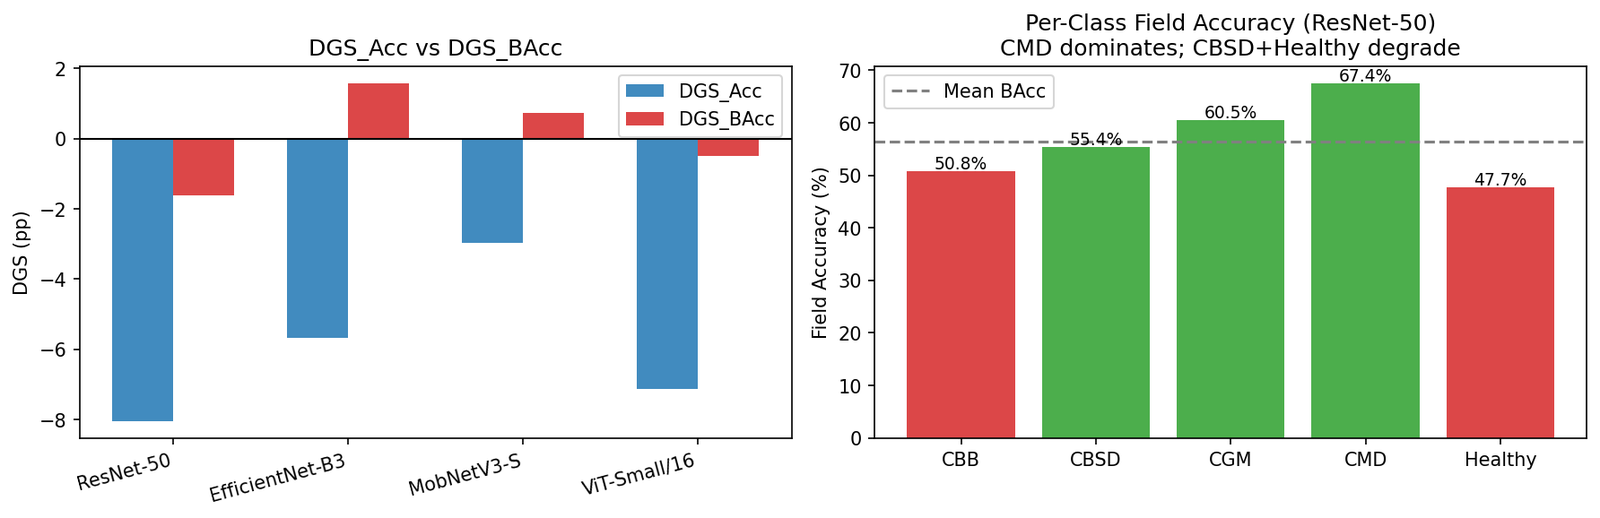 DGS_Acc vs DGS_BAcc
DGS (pp)
2
0
−2
−4
−6
−8
DGS_Acc
DGS_BAcc
ResNet-50
EfficientNet-B3
MobNetV3-S
ViT-Small/16
Per-Class Field Accuracy (ResNet-50)
CMD dominates; CBSD+Healthy degrade
Field Accuracy (%)
70
60
50
40
30
20
10
0
Mean BAcc
50.8%
55.4%
60.5%
67.4%
47.7%
CBB
CBSD
CGM
CMD
Healthy